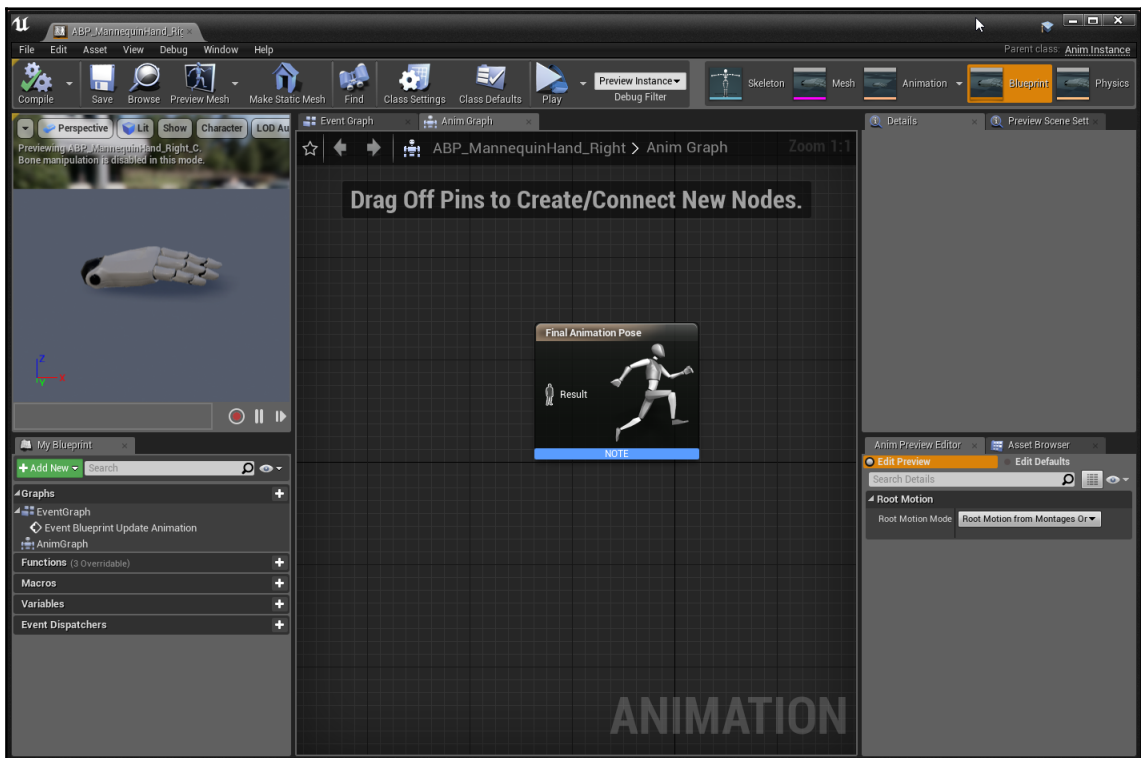 ABP_MannequinHand_Rig
File Edit Asset View Debug Window Help
Parent class: Anim Instance
Compile Save Browse Preview Mesh Make Static Mesh Find Class Settings Class Defaults Play
Preview Instance
Debug Filter
Skeleton Mesh Animation Blueprint Physics
Perspective Lit Show Character LOD Au
Previewing ABP_MannequinHand_Right_C.
Bone manipulation is disabled in this mode.
Z
X
Y
Event Graph Anim Graph
ABP_MannequinHand_Right > Anim Graph Zoom 1:1
Drag Off Pins to Create/Connect New Nodes.
Final Animation Pose
Result
NOTE
ANIMATION
My Blueprint
Add New Search
Graphs
EventGraph
Event Blueprint Update Animation
AnimGraph
Functions (3 Overridable)
Macros
Variables
Event Dispatchers
Details Preview Scene Sett
Anim Preview Editor Asset Browser
Edit Preview Edit Defaults
Search Details
Root Motion
Root Motion Mode Root Motion from Montages Or